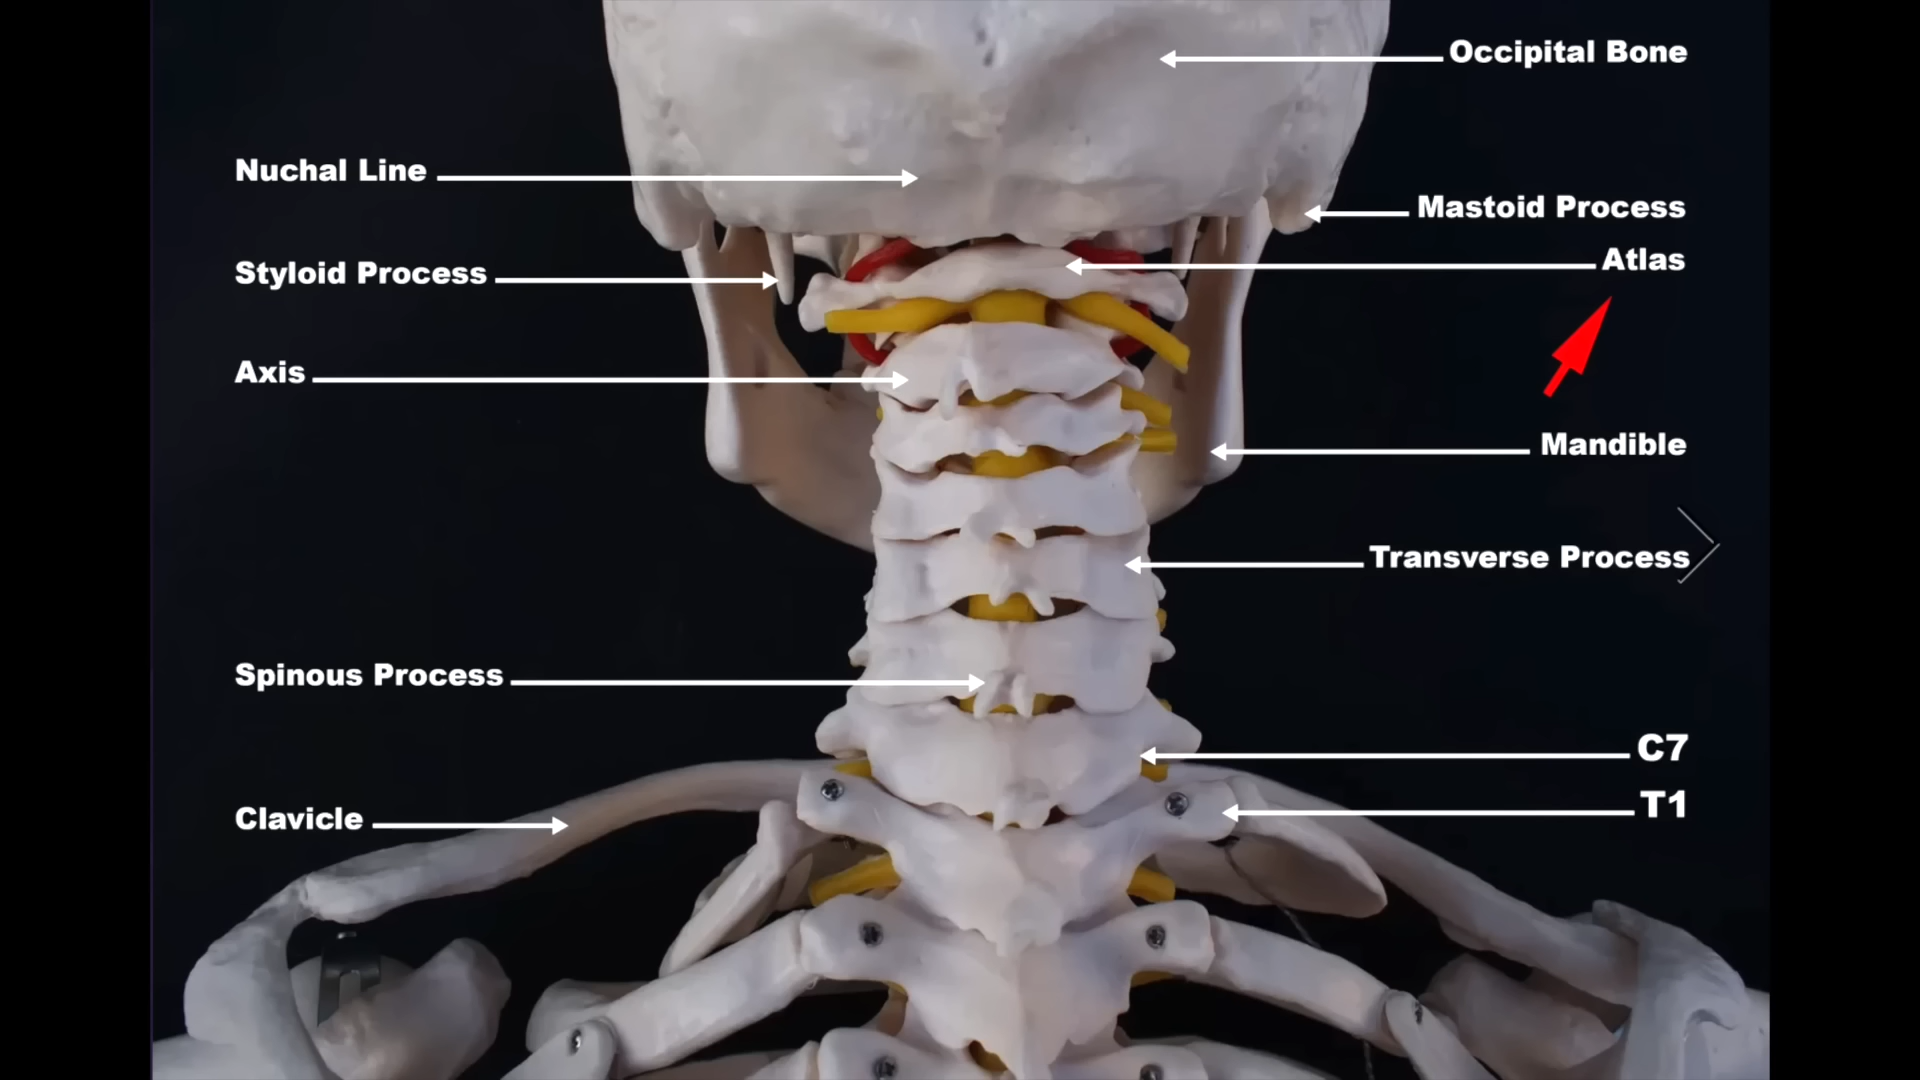 Occipital Bone
Nuchal Line
Mastoid Process
Atlas
Styloid Process
Axis
Mandible
Transverse Process
Spinous Process
C7
T1
Clavicle